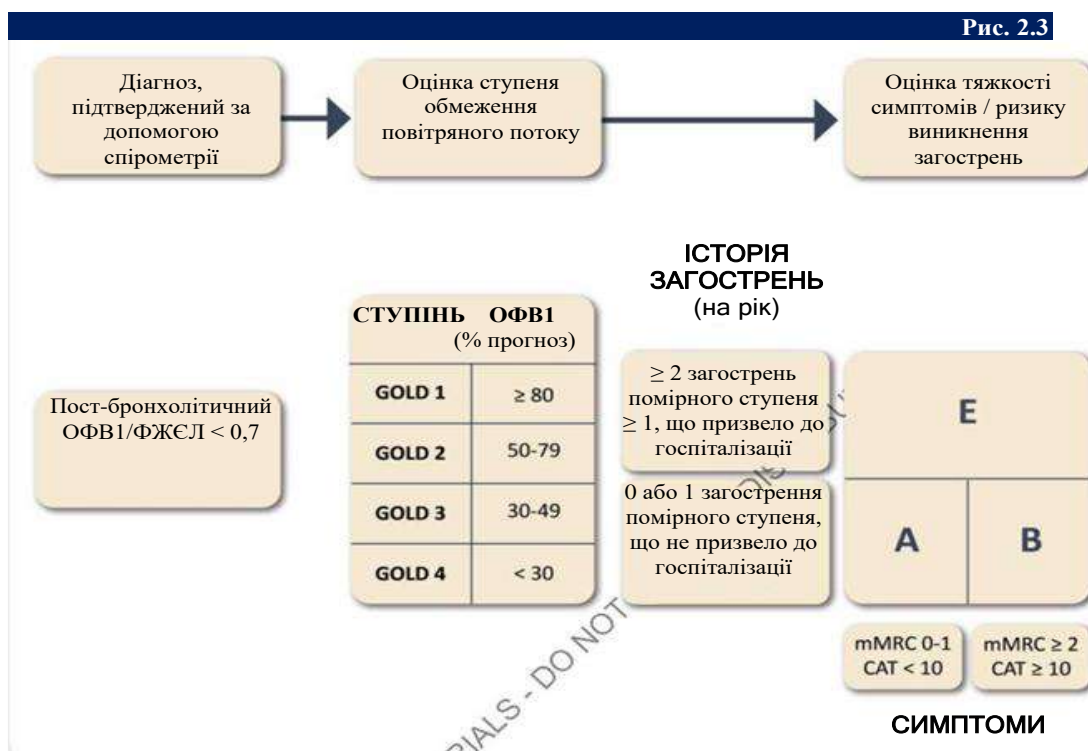 Рис. 2.3
Діагноз,
підтверджений за
допомогою
спірометрії
Оцінка ступеня
обмеження
повітряного потоку
Оцінка тяжкості
симптомів / ризику
виникнення
загострень
Пост-бронхолітичний
ОФВ1/ФЖЄЛ < 0,7
СТУПІНЬ ОФВ1
(% прогноз)
GOLD 1 ≥ 80
GOLD 2 50-79
GOLD 3 30-49
GOLD 4 < 30
ІСТОРІЯ
ЗАГОСТРЕНЬ
(на рік)
≥ 2 загострень
помірного ступеня
≥ 1, що призвело до
госпіталізації
0 або 1 загострення
помірного ступеня,
що не призвело до
госпіталізації
E
A B
mMRC 0-1
CAT < 10
mMRC ≥ 2
CAT ≥ 10
СИМПТОМИ
RIALS - DO NOT